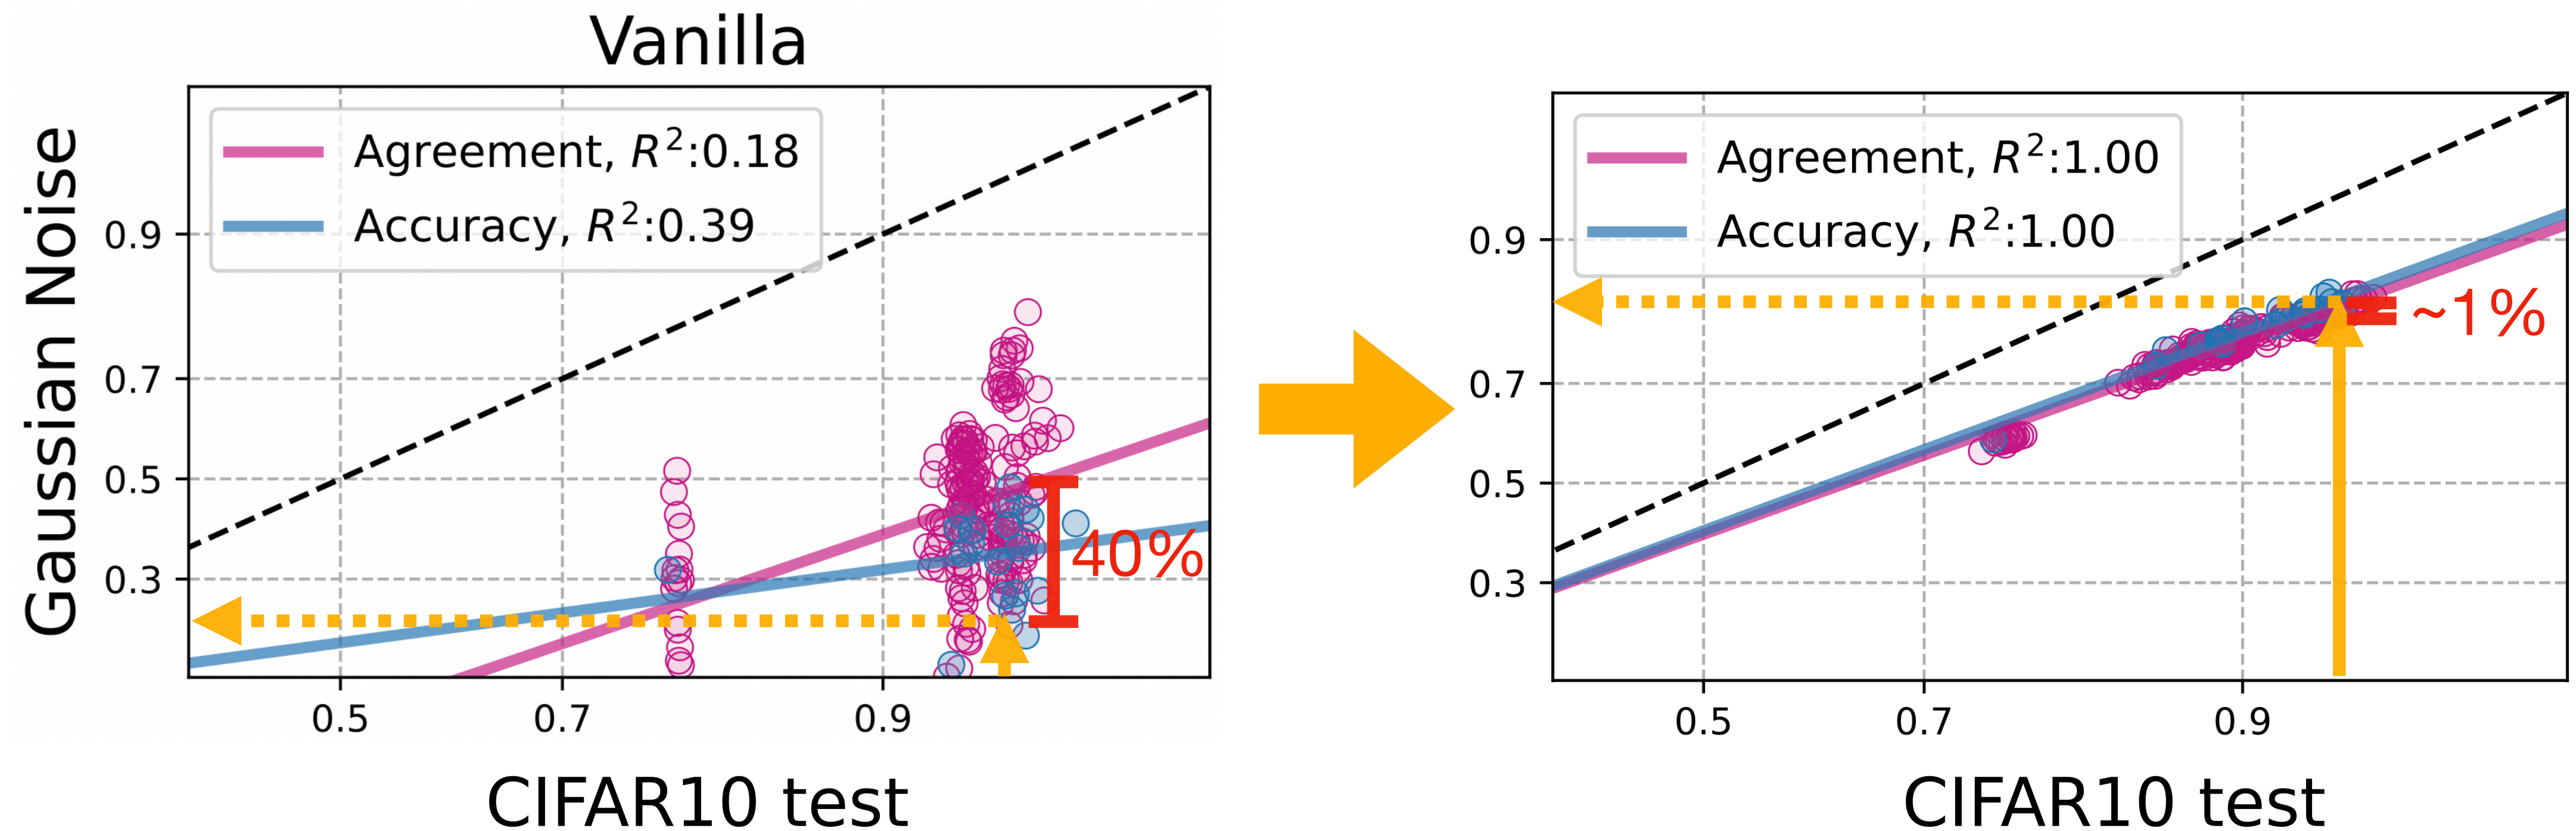 Vanilla
Gaussian Noise
Agreement, R²:0.18
Accuracy, R²:0.39
0.9
0.7
0.5
0.3
40%
0.5 0.7 0.9
CIFAR10 test
Agreement, R²:1.00
Accuracy, R²:1.00
0.9
0.7
0.5
0.3
~1%
0.5 0.7 0.9
CIFAR10 test